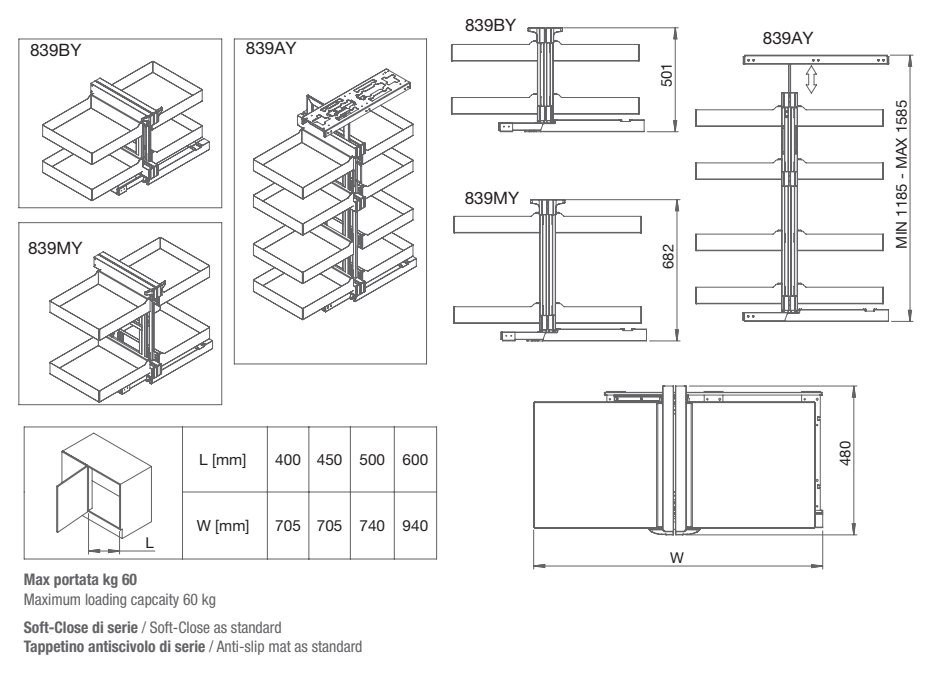 839BY
839AY
839MY
839BY
501
839MY
682
839AY
MIN 1185 - MAX 1585
L [mm] 400 450 500 600
W [mm] 705 705 740 940
L
480
W
Max portata kg 60
Maximum loading capcaity 60 kg
Soft-Close di serie / Soft-Close as standard
Tappetino antiscivolo di serie / Anti-slip mat as standard